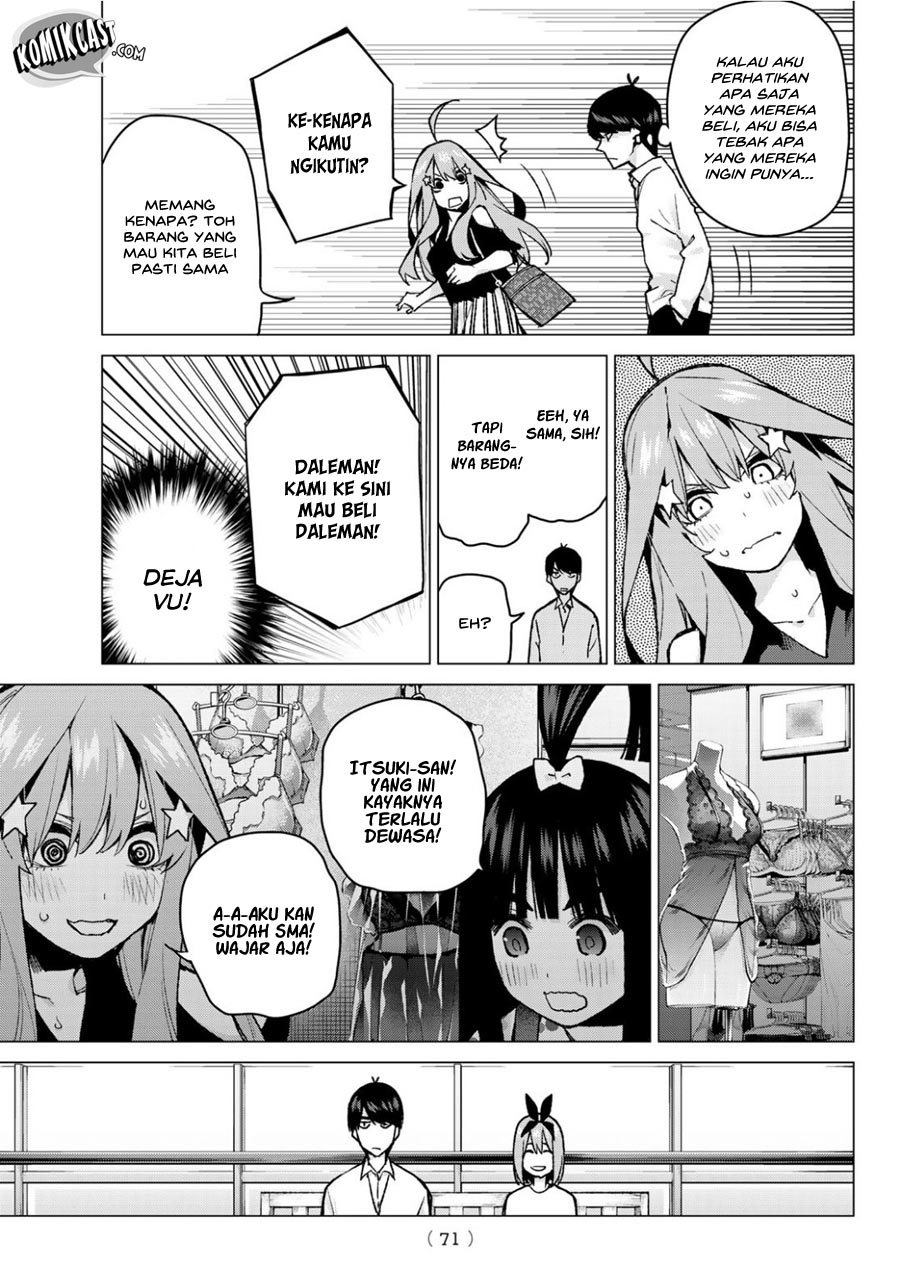 KOMIKCAST
.COM
KALAU AKU
PERHATIKAN
APA SAJA
YANG MEREKA
BELI, AKU BISA
TEBAK APA
YANG MEREKA
INGIN PUNYA...
KE-KENAPA
KAMU
NGIKUTIN?
MEMANG
KENAPA? TOH
BARANG YANG
MAU KITA BELI
PASTI SAMA
EEH, YA
SAMA, SIH!
TAPI
BARANG-
NYA BEDA!
EH?
DALEMAN!
KAMI KE SINI
MAU BELI
DALEMAN!
DEJA
VU!
ITSUKI-SAN!
YANG INI
KAYAKNYA
TERLALU
DEWASA!
A-A-AKU KAN
SUDAH SMA!
WAJAR AJA!
( 71 )